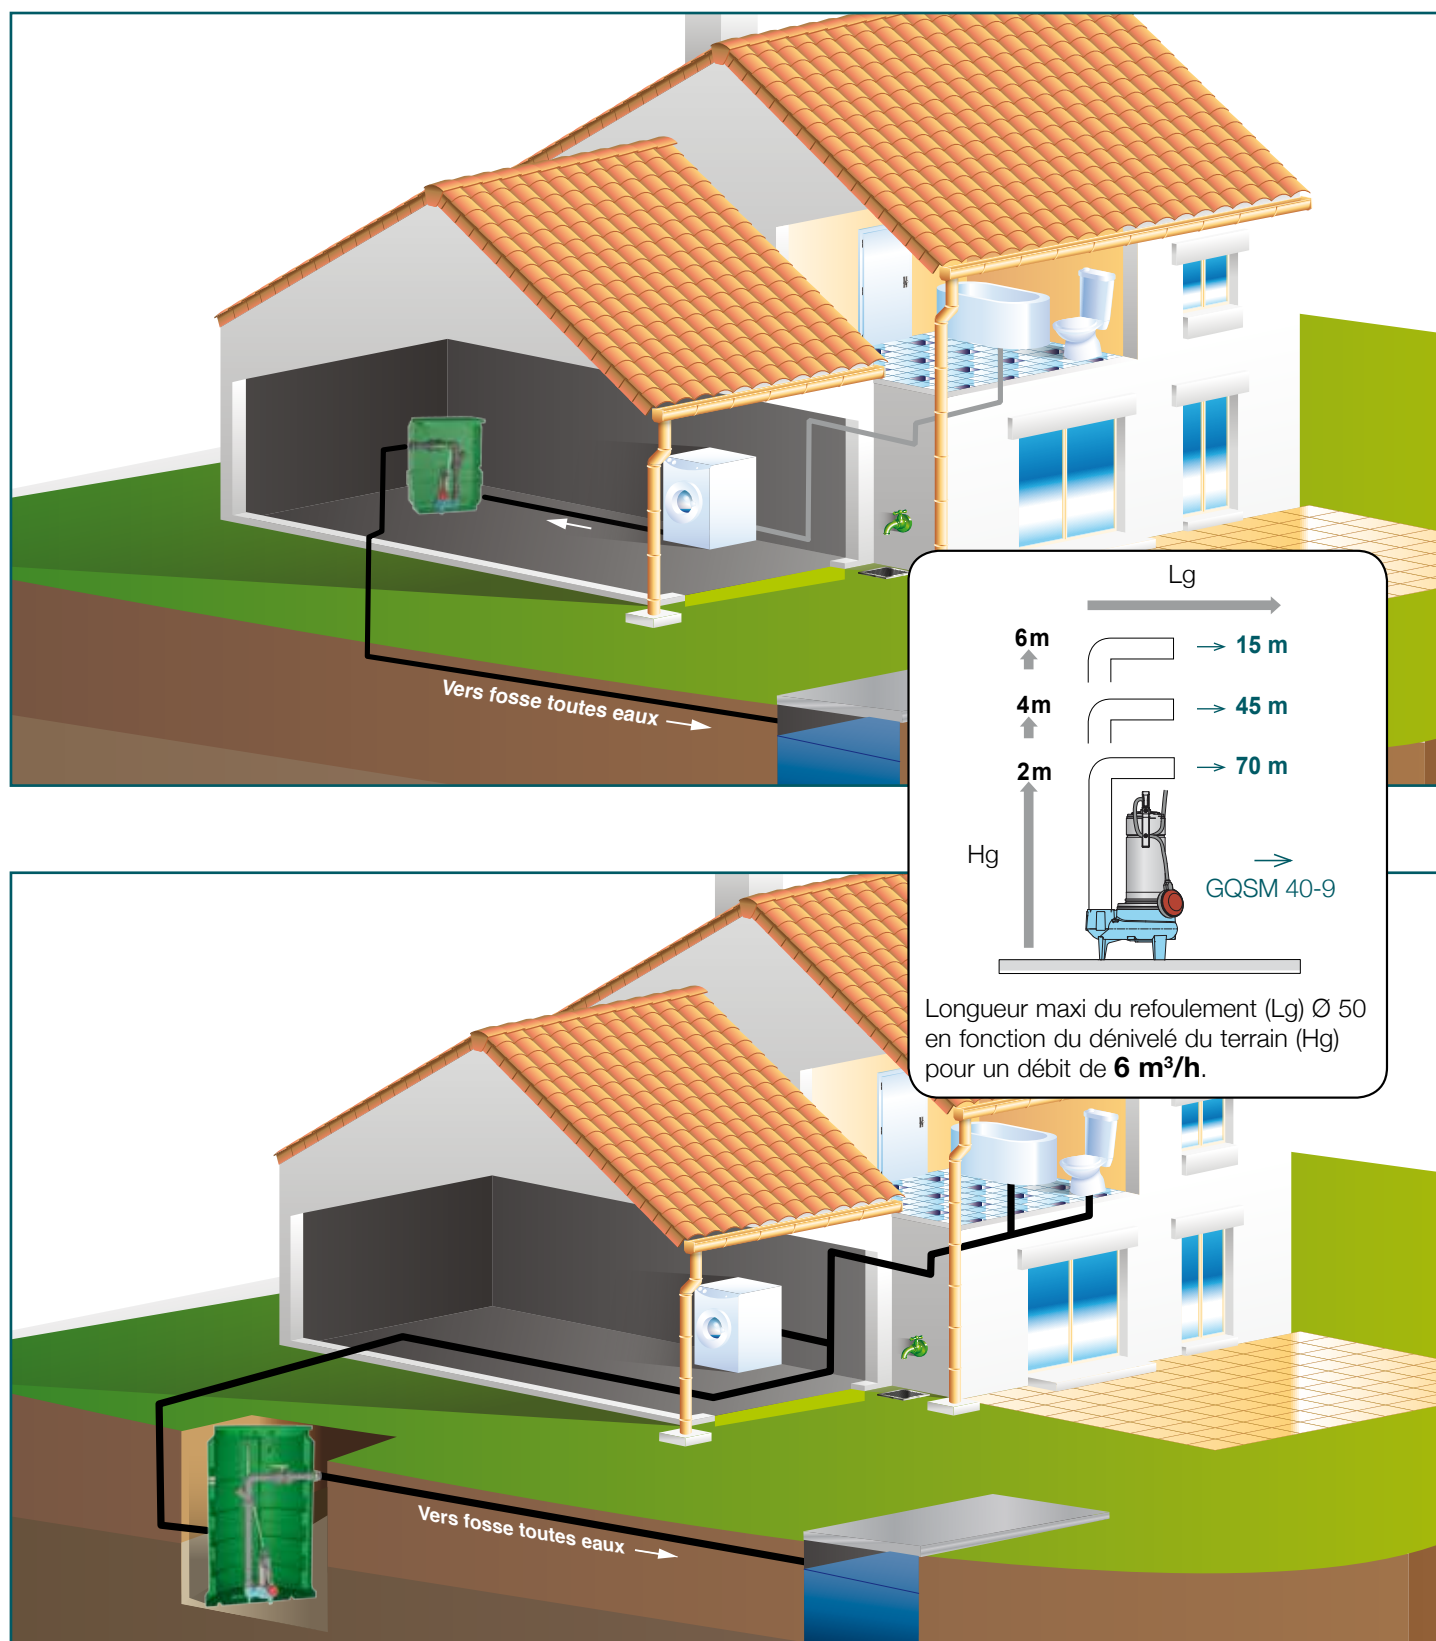 Vers fosse toutes eaux
Lg
6m
15 m
4m
45 m
2m
70 m
Hg
GQSM 40-9
Longueur maxi du refoulement (Lg) Ø 50
en fonction du dénivelé du terrain (Hg)
pour un débit de 6 m³/h.
Vers fosse toutes eaux